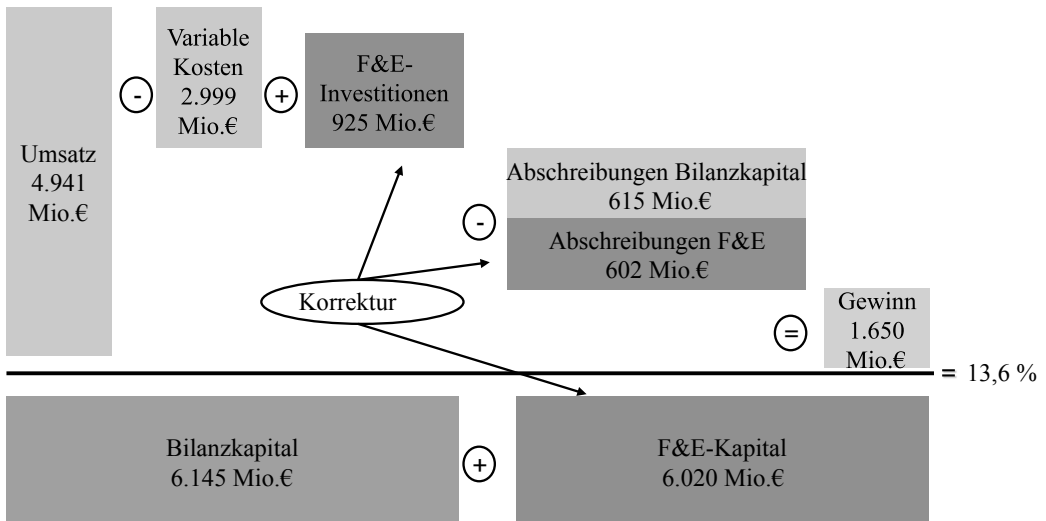 Umsatz
4.941
Mio.€
-
Variable
Kosten
2.999
Mio.€
+
F&E-
Investitionen
925 Mio.€
-
Abschreibungen Bilanzkapital
615 Mio.€
Abschreibungen F&E
602 Mio.€
Korrektur
=
Gewinn
1.650
Mio.€
= 13,6 %
Bilanzkapital
6.145 Mio.€
+
F&E-Kapital
6.020 Mio.€